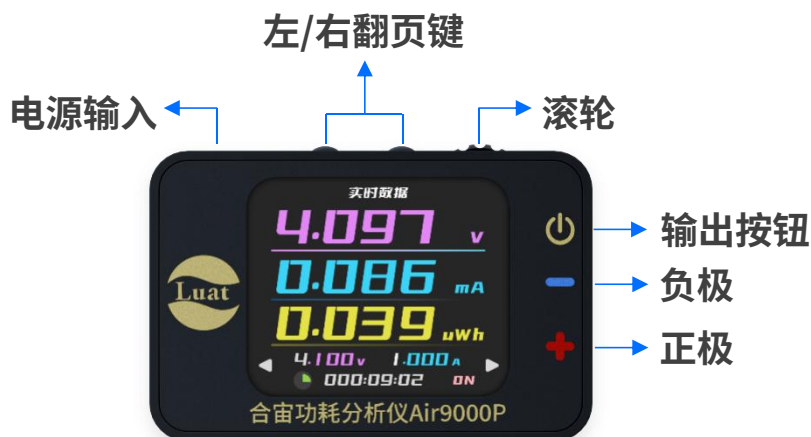 左/右翻页键
电源输入
滚轮
实时数据
4.097 v
0.086 mA
0.039 uWh
4.100v 1.000A
000:09:02 ON
Luat
输出按钮
负极
正极
合宙功耗分析仪Air9000P